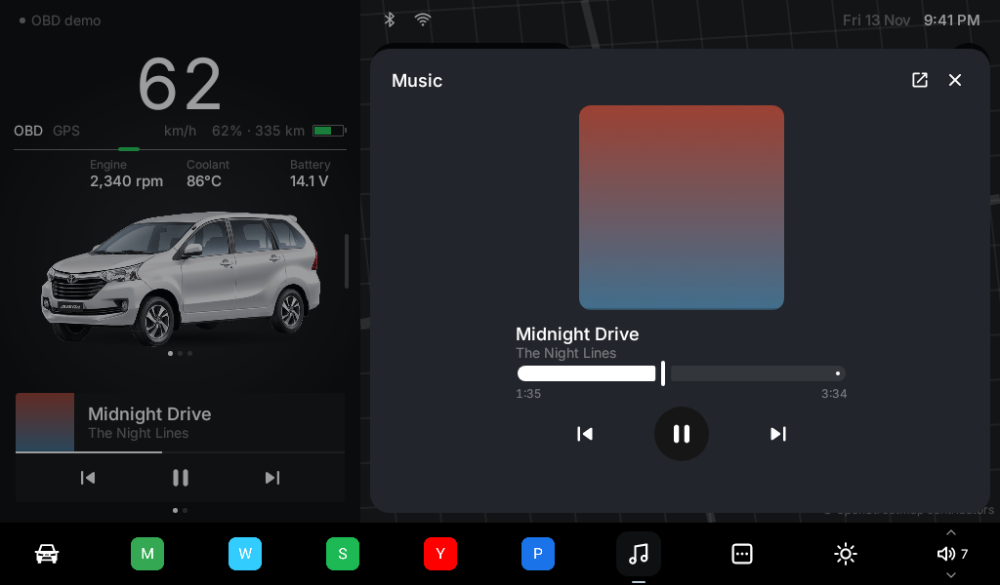 OBD demo
Fri 13 Nov 9:41 PM
62
OBD GPS km/h 62% · 335 km
Engine Coolant Battery
2,340 rpm 86°C 14.1 V
Midnight Drive
The Night Lines
Music
Midnight Drive
The Night Lines
1:35 3:34
contributors
M W S Y P 7